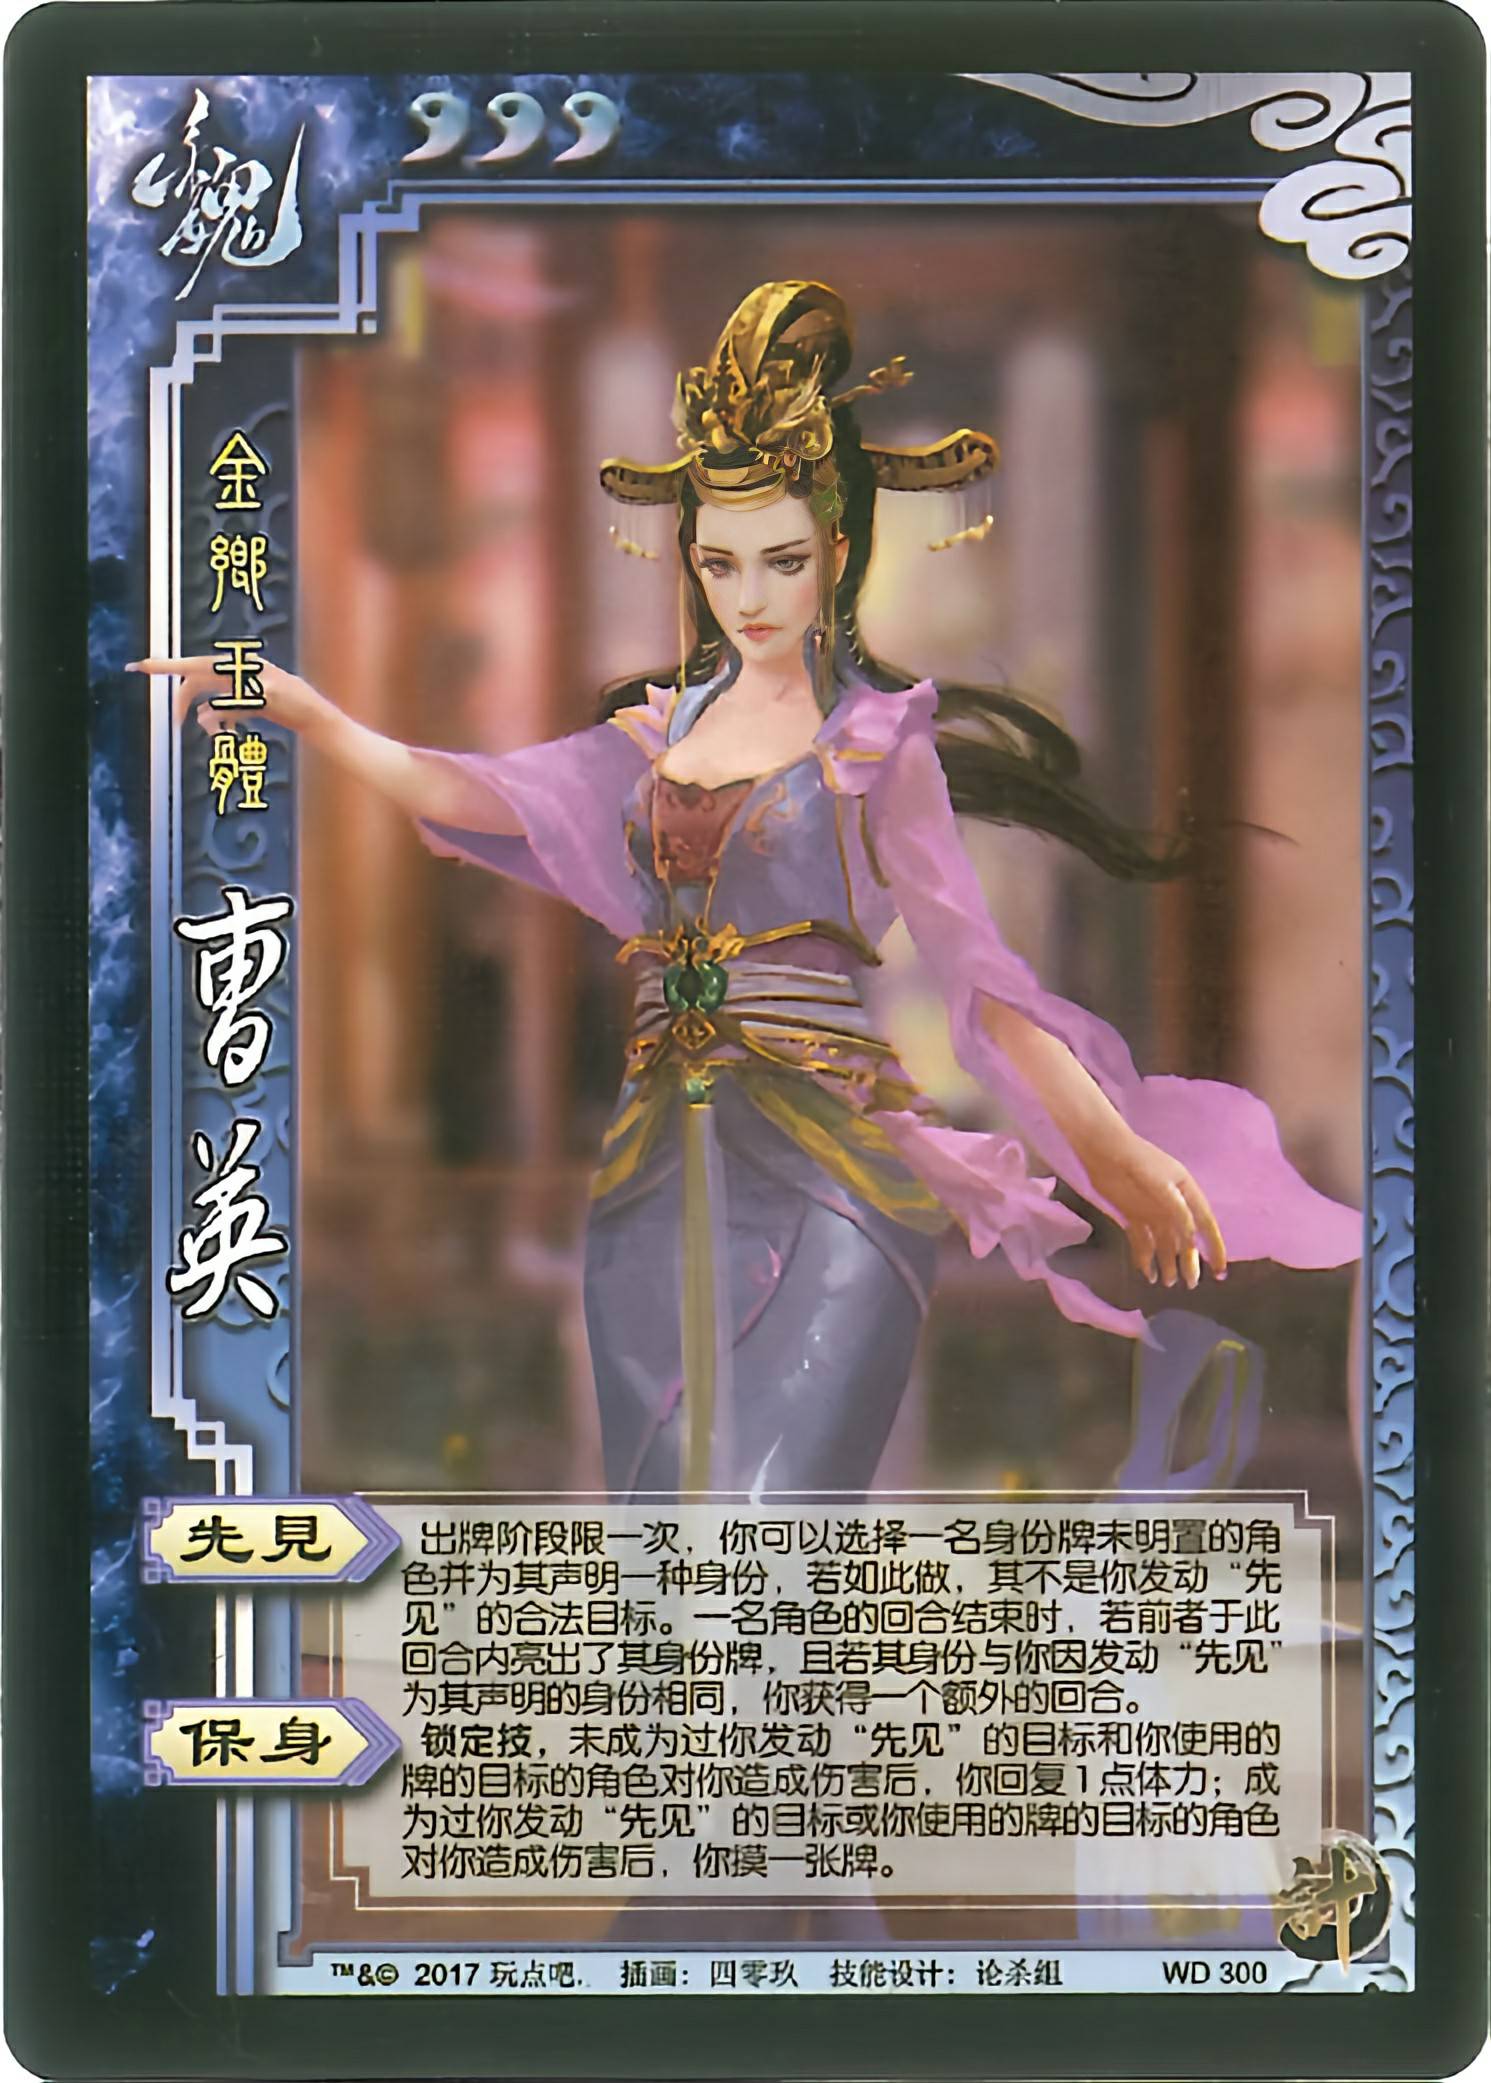 魏
金鄉玉體
曹英
先見
出牌阶段限一次，你可以选择一名身份牌未明置的角
色并为其声明一种身份，若如此做，其不是你发动“先
见”的合法目标。一名角色的回合结束时，若前者于此
回合内亮出了其身份牌，且若其身份与你因发动“先见”
为其声明的身份相同，你获得一个额外的回合。
保身
锁定技，未成为过你发动“先见”的目标和你使用的
牌的目标的角色对你造成伤害后，你回复1点体力；成
为过你发动“先见”的目标或你使用的牌的目标的角色
对你造成伤害后，你摸一张牌。
計
™&© 2017 玩点吧. 插画：四零玖 技能设计：论杀组 WD 300